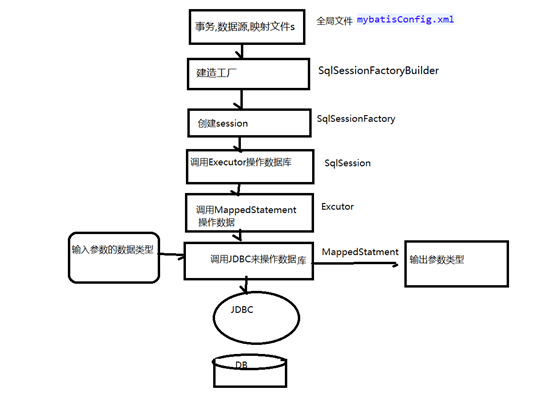 事务,数据源,映射文件s
全局文件 mybatisConfig.xml
建造工厂
SqlSessionFactoryBuilder
创建session
SqlSessionFactory
调用Executor操作数据库
SqlSession
调用MappedStatement
操作数据
Excutor
输入参数的数据类型
调用JDBC来操作数据库
MappedStatment
输出参数类型
JDBC
DB